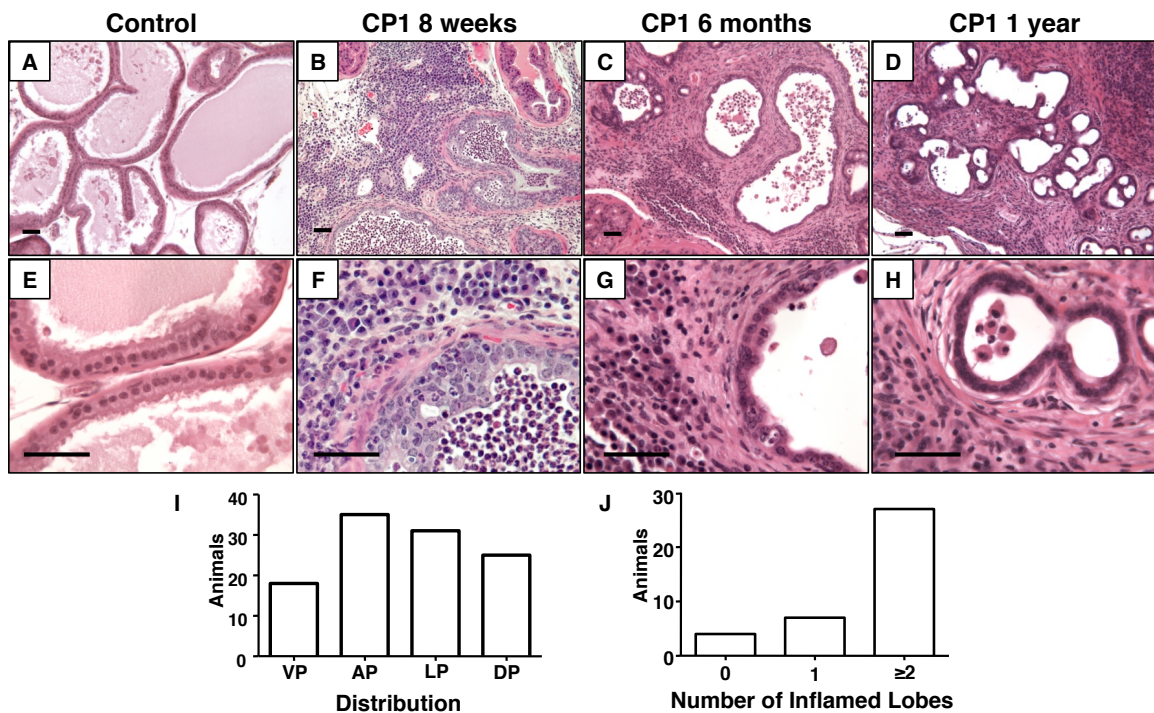 Control CP1 8 weeks CP1 6 months CP1 1 year
A B C D
E F G H
I
Animals
40
30
20
10
0
VP AP LP DP
Distribution
J
Animals
30
20
10
0
0 1 ≥2
Number of Inflamed Lobes